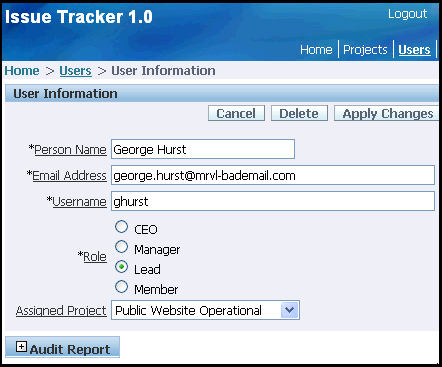 Issue Tracker 1.0
Logout
Home Projects Users
Home > Users > User Information
User Information
Cancel Delete Apply Changes
*Person Name George Hurst
*Email Address george.hurst@mrvl-bademail.com
*Username ghurst
CEO
Manager
*Role
Lead
Member
Assigned Project Public Website Operational
Audit Report